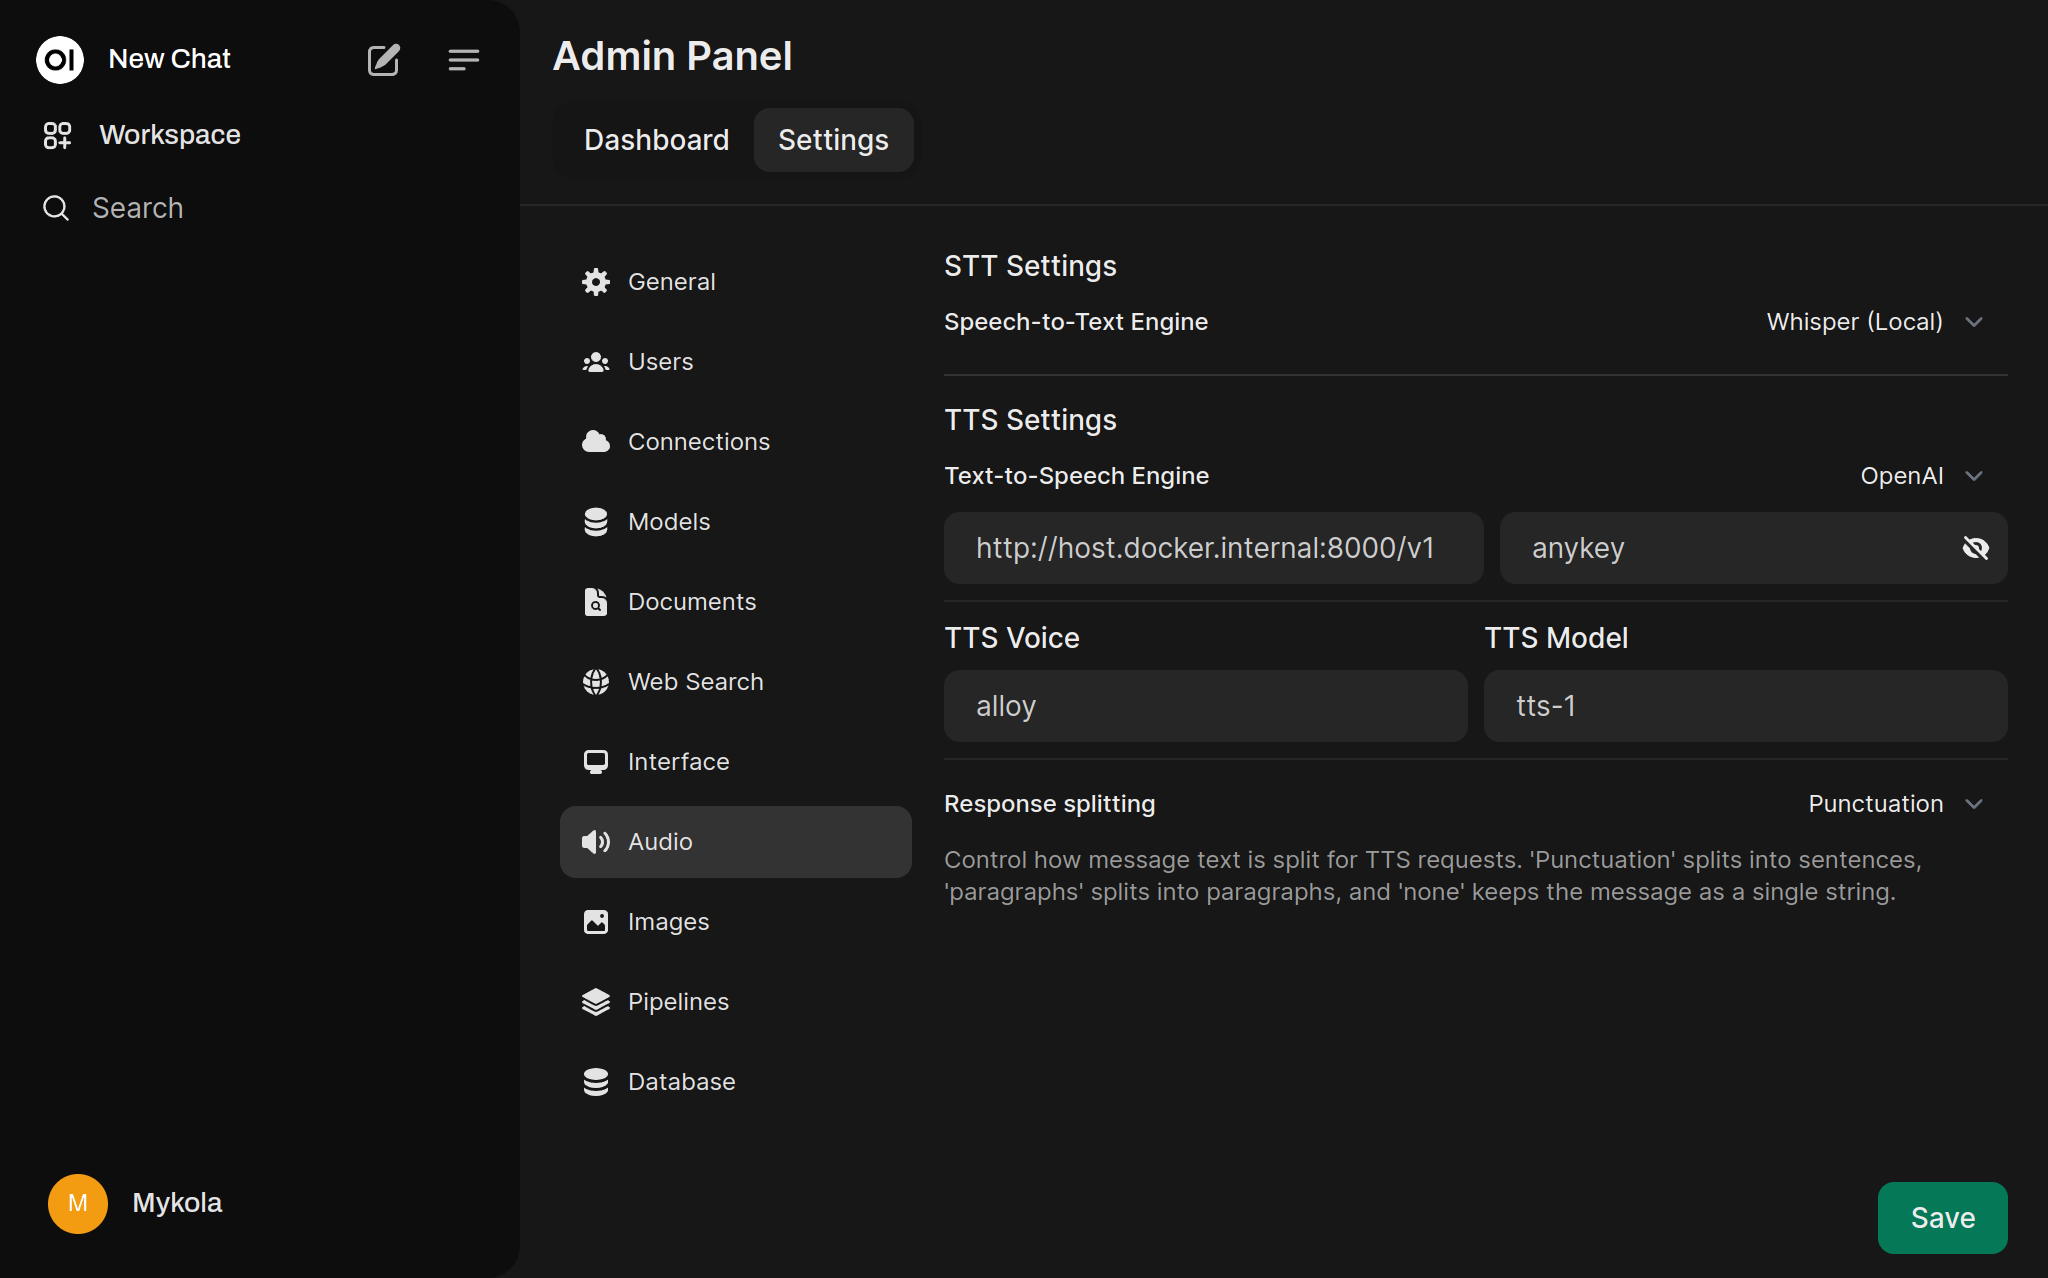 OI New Chat
Workspace
Search
M Mykola
Admin Panel
Dashboard Settings
General
Users
Connections
Models
Documents
Web Search
Interface
Audio
Images
Pipelines
Database
STT Settings
Speech-to-Text Engine Whisper (Local)
TTS Settings
Text-to-Speech Engine OpenAI
http://host.docker.internal:8000/v1 anykey
TTS Voice TTS Model
alloy tts-1
Response splitting Punctuation
Control how message text is split for TTS requests. 'Punctuation' splits into sentences,
'paragraphs' splits into paragraphs, and 'none' keeps the message as a single string.
Save